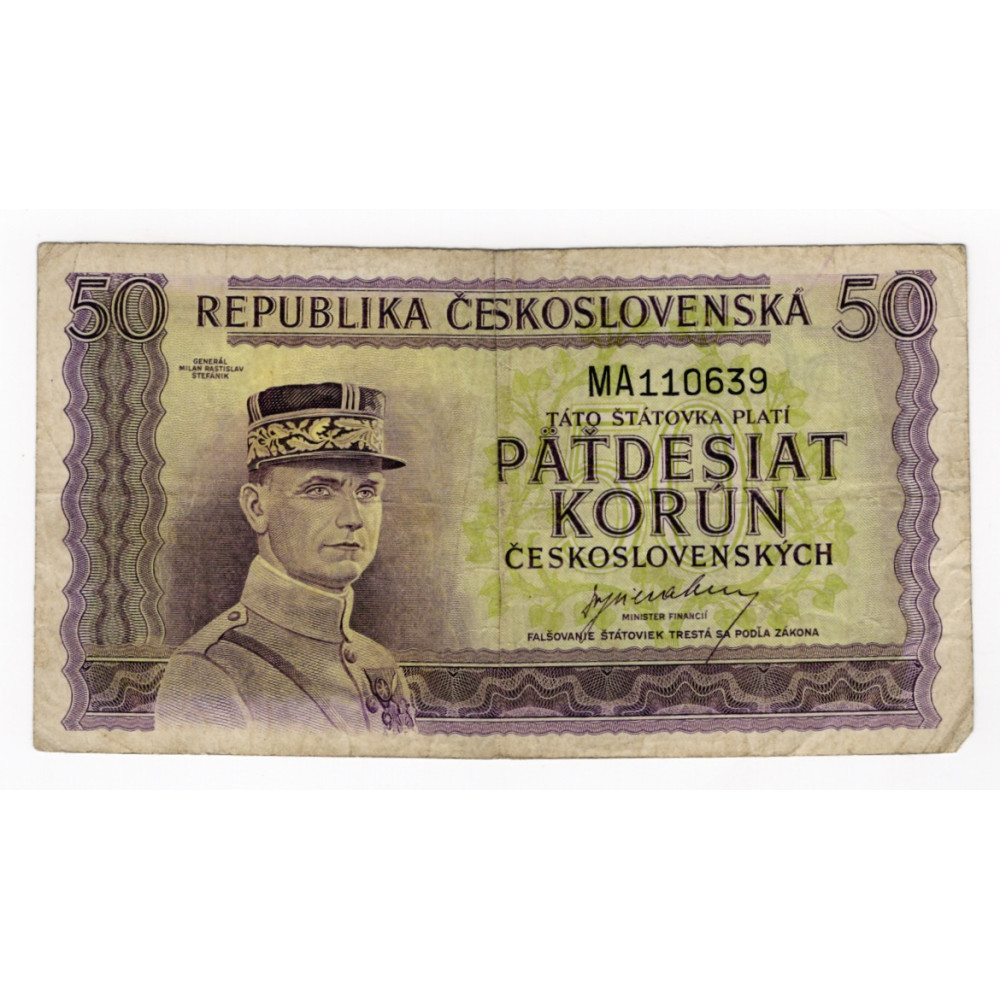 50 REPUBLIKA ČESKOSLOVENSKÁ 50
GENERÁL
MILAN RASTISLAV
ŠTEFÁNIK
MA110639
TÁTO ŠTÁTOVKA PLATÍ
PÄŤDESIAT
KORÚN
ČESKOSLOVENSKÝCH
MINISTER FINANCIÍ
FALŠOVANIE ŠTÁTOVIEK TRESTÁ SA PODĽA ZÁKONA